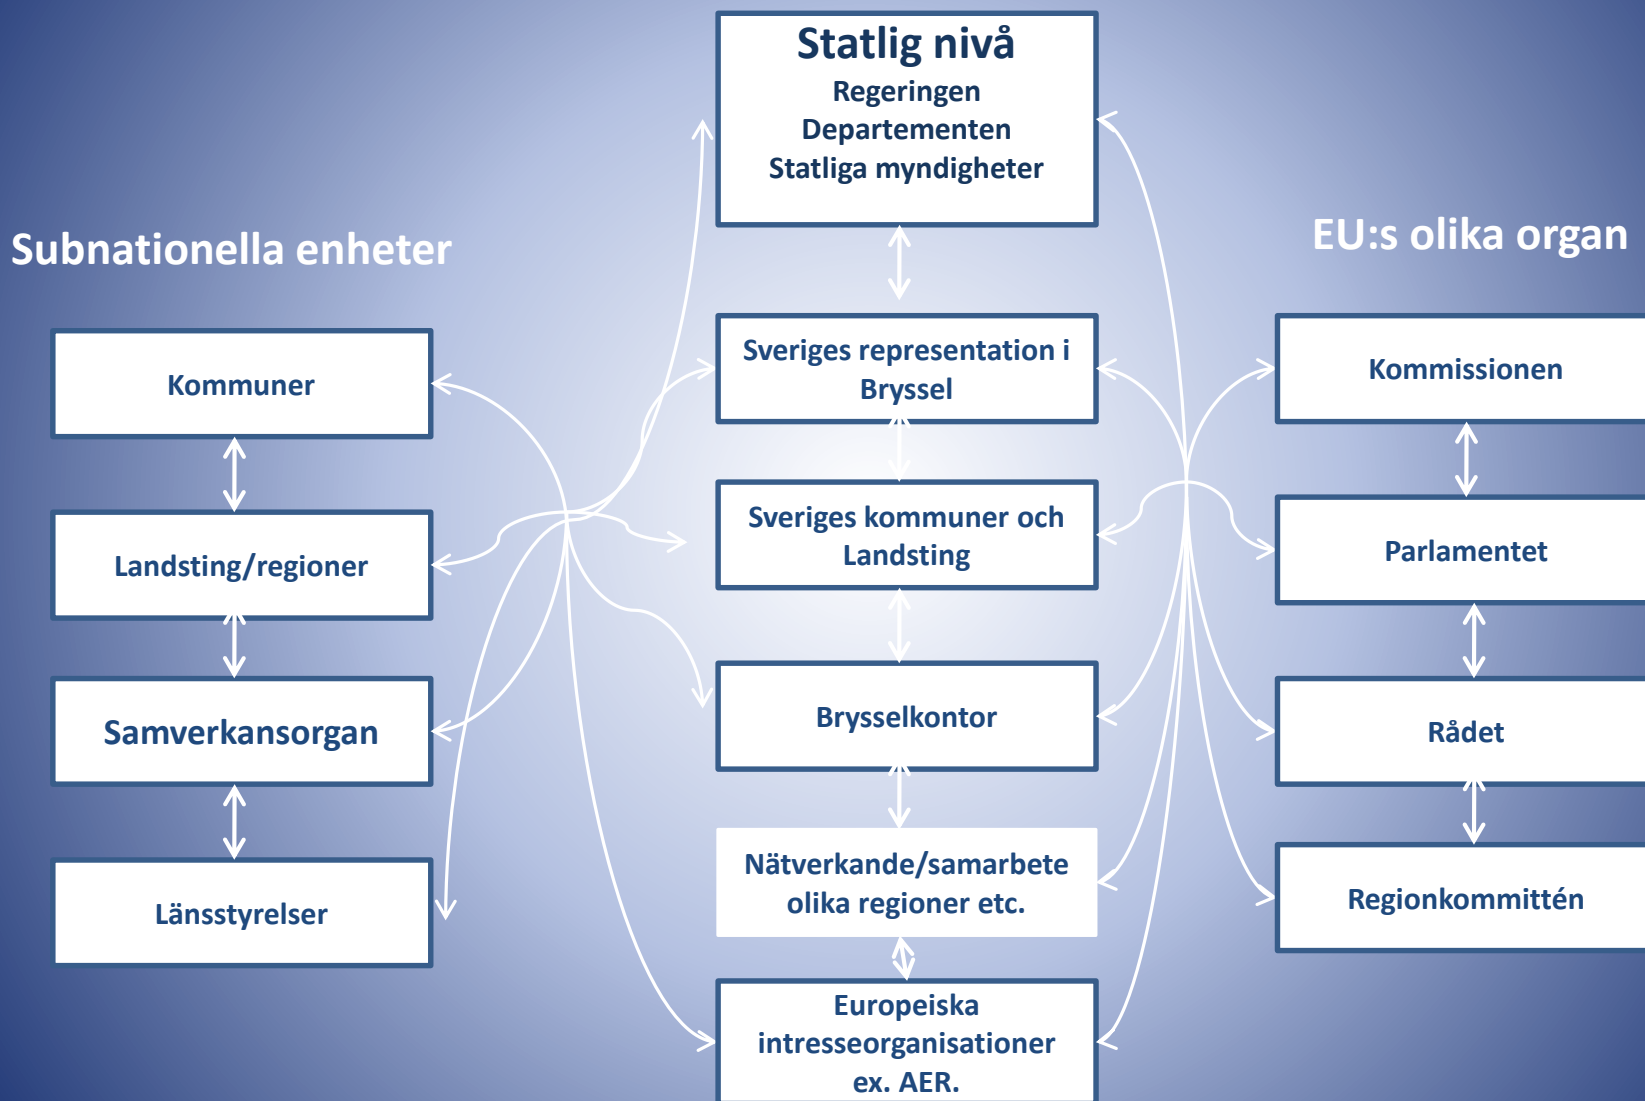 Statlig nivå
Regeringen
Departementen
Statliga myndigheter
Subnationella enheter
Kommuner
Landsting/regioner
Samverkansorgan
Länsstyrelser
Sveriges representation i
Bryssel
Sveriges kommuner och
Landsting
Brysselkontor
Nätverkande/samarbete
olika regioner etc.
Europeiska
intresseorganisationer
ex. AER.
EU:s olika organ
Kommissionen
Parlamentet
Rådet
Regionkommittén